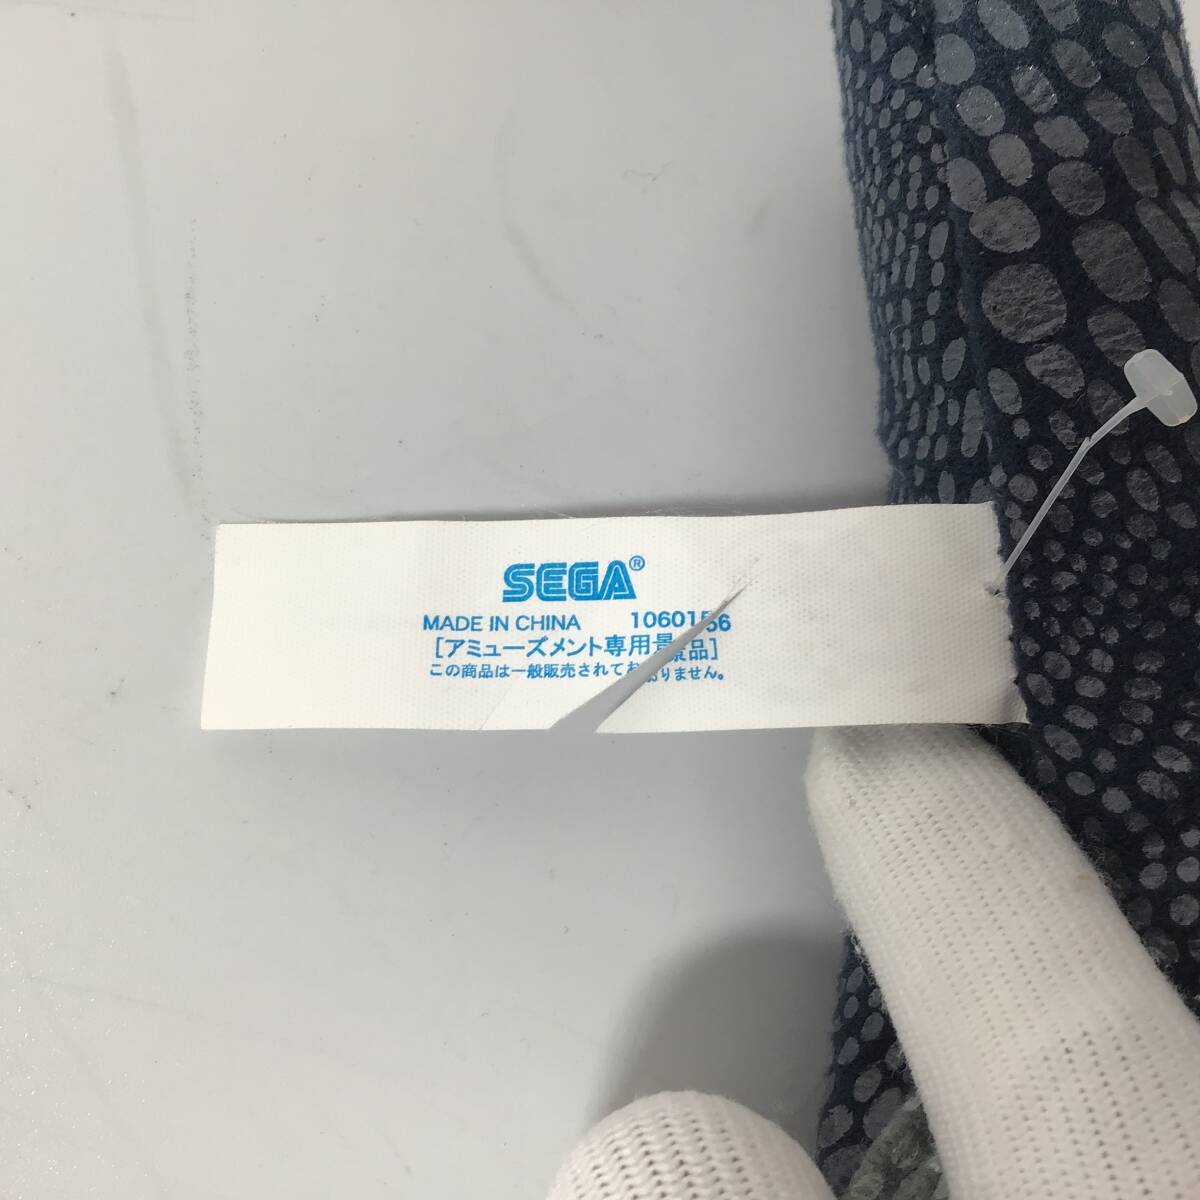 SEGA®
MADE IN CHINA 1060156
[アミューズメント専用景品]
この商品は一般販売されておりません。